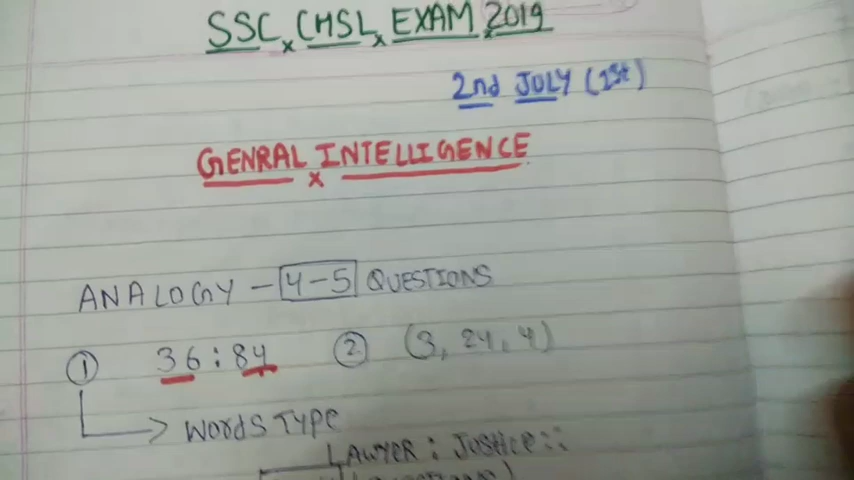 SSC x CHSL x EXAM 2019
2nd JULY (1st)
GENRAL x INTELLIGENCE
ANALOGY - 4-5 QUESTIONS
1 36:84 2 (3, 24, 4)
WORDS TYPE
LAWYER : JUSTICE ::